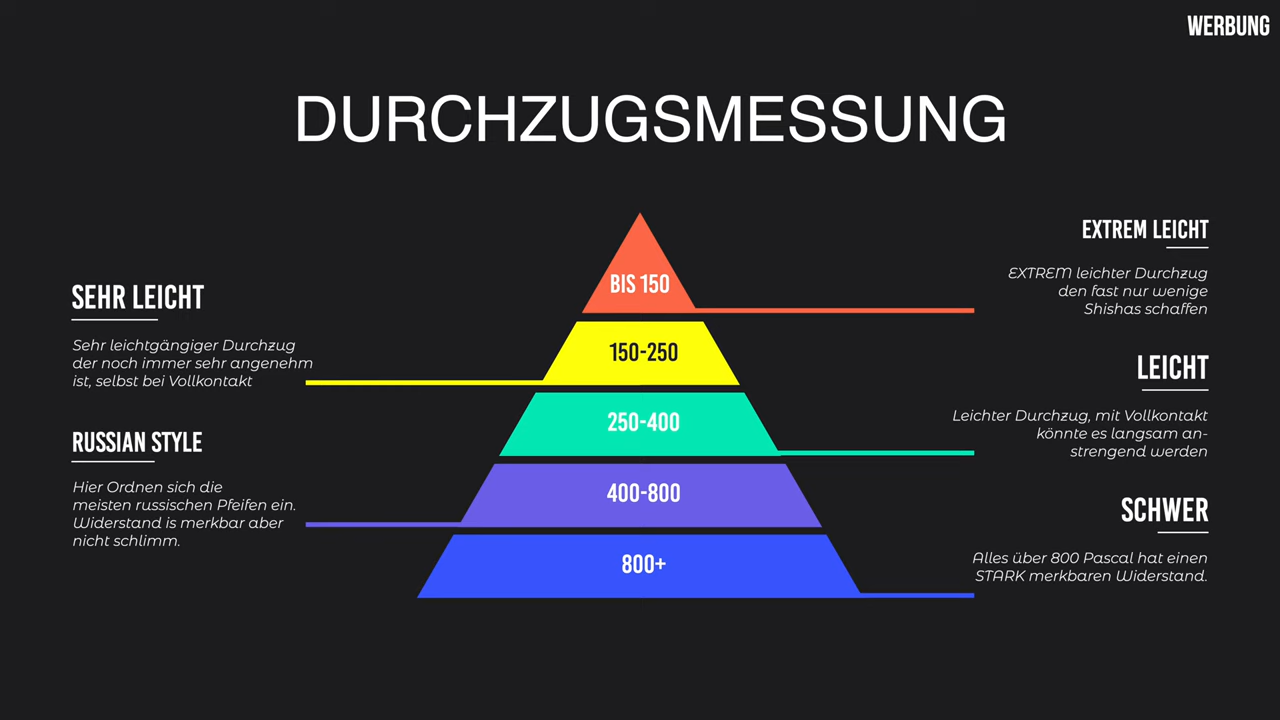 WERBUNG
DURCHZUGSMESSUNG
EXTREM LEICHT
EXTREM leichter Durchzug
den fast nur wenige
Shishas schaffen
BIS 150
SEHR LEICHT
Sehr leichtgängiger Durchzug
der noch immer sehr angenehm
ist, selbst bei Vollkontakt
150-250
LEICHT
Leichter Durchzug, mit Vollkontakt
könnte es langsam an-
strengend werden
250-400
RUSSIAN STYLE
Hier Ordnen sich die
meisten russischen Pfeifen ein.
Widerstand is merkbar aber
nicht schlimm.
400-800
SCHWER
Alles über 800 Pascal hat einen
STARK merkbaren Widerstand.
800+